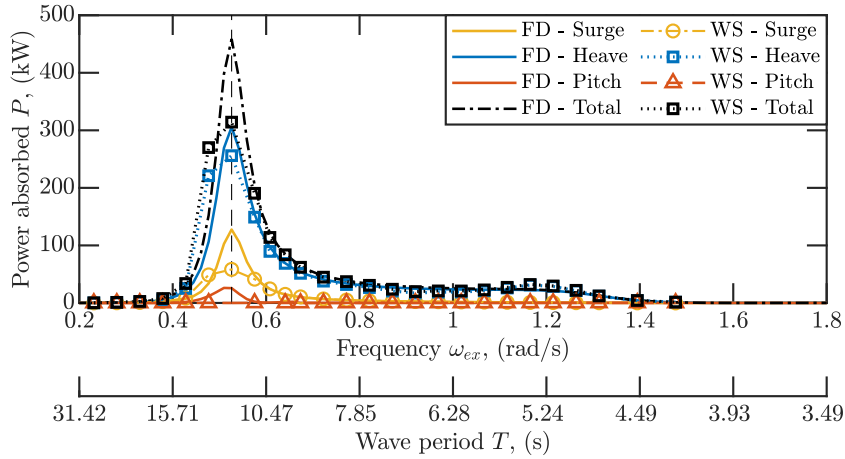 500
400
300
200
100
0
Power absorbed P, (kW)
FD - Surge
FD - Heave
FD - Pitch
FD - Total
WS - Surge
WS - Heave
WS - Pitch
WS - Total
0.2 0.4 0.6 0.8 1 1.2 1.4 1.6 1.8
Frequency ω_ex, (rad/s)
31.42 15.71 10.47 7.85 6.28 5.24 4.49 3.93 3.49
Wave period T, (s)